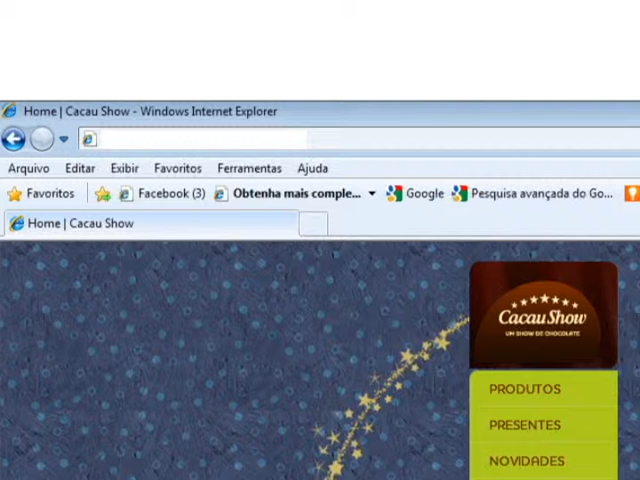 Home | Cacau Show - Windows Internet Explorer
Arquivo Editar Exibir Favoritos Ferramentas Ajuda
Favoritos Facebook (3) Obtenha mais comple... Google Pesquisa avançada do Go...
Home | Cacau Show
Cacau Show
UM SHOW DE CHOCOLATE
PRODUTOS
PRESENTES
NOVIDADES